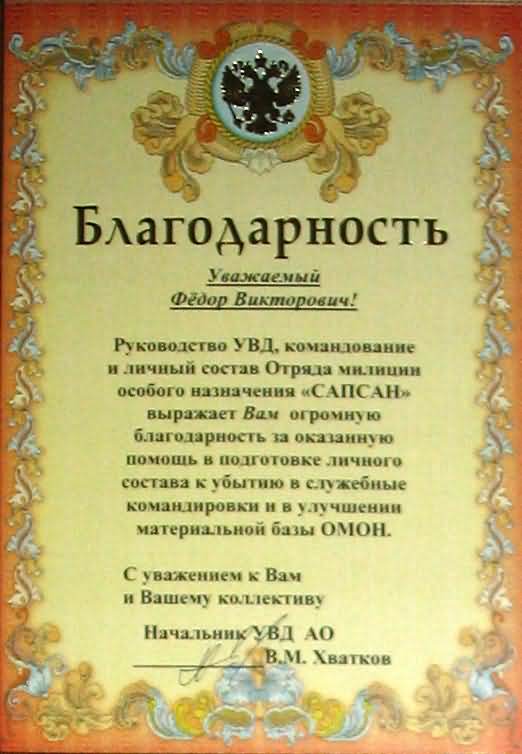 Благодарность
Уважаемый
Фёдор Викторович!
Руководство УВД, командование
и личный состав Отряда милиции
особого назначения «САПСАН»
выражает Вам огромную
благодарность за оказанную
помощь в подготовке личного
состава к убытию в служебные
командировки и в улучшении
материальной базы ОМОН.
С уважением к Вам
и Вашему коллективу
Начальник УВД АО
В.М. Хватков